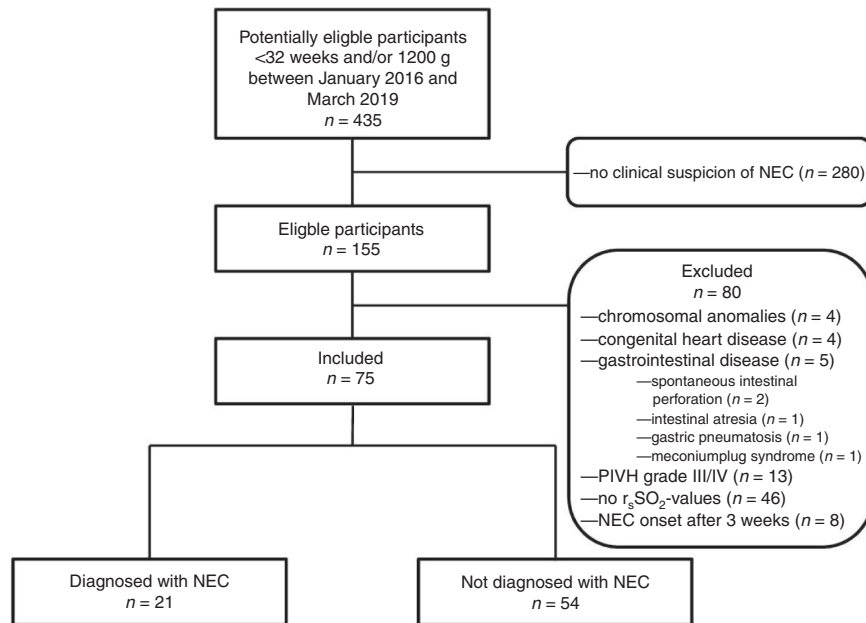 Potentially eligible participants
<32 weeks and/or 1200 g
between January 2016 and
March 2019
n = 435
—no clinical suspicion of NEC (n = 280)
Eligble participants
n = 155
Excluded
n = 80
—chromosomal anomalies (n = 4)
—congenital heart disease (n = 4)
—gastrointestinal disease (n = 5)
—spontaneous intestinal
perforation (n = 2)
—intestinal atresia (n = 1)
—gastric pneumatosis (n = 1)
—meconiumplug syndrome (n = 1)
—PIVH grade III/IV (n = 13)
—no rₛSO₂-values (n = 46)
—NEC onset after 3 weeks (n = 8)
Included
n = 75
Diagnosed with NEC
n = 21
Not diagnosed with NEC
n = 54